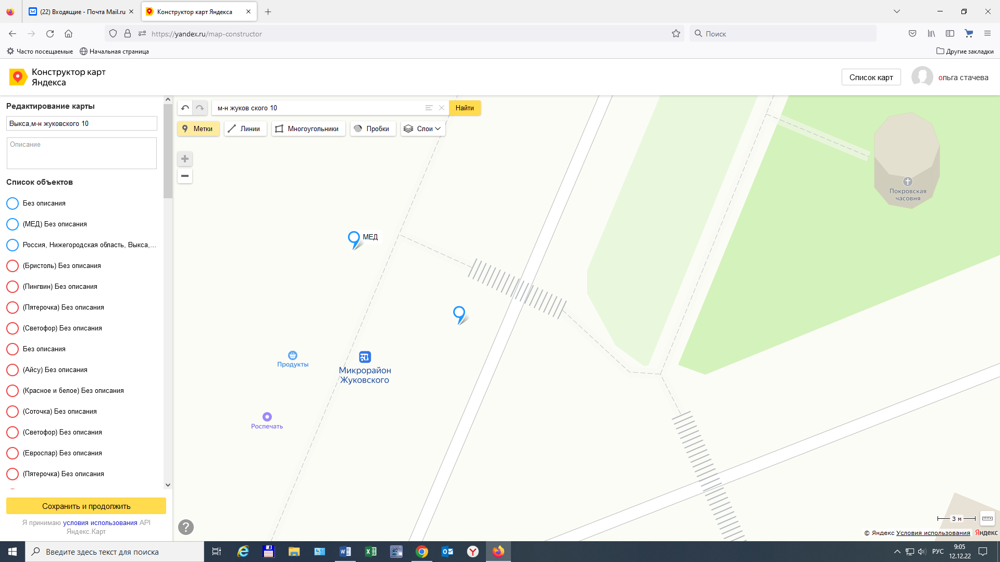 (22) Входящие - Почта Mail.ru
Конструктор карт Яндекса
https://yandex.ru/map-constructor
Поиск
Часто посещаемые
Начальная страница
Другие закладки
Конструктор карт
Яндекса
Список карт
ольга стачева
Редактирование карты
Выкса,м-н жуковского 10
Описание
Список объектов
Без описания
(МЕД) Без описания
Россия, Нижегородская область, Выкса,...
(Бристоль) Без описания
(Пингвин) Без описания
(Пятерочка) Без описания
(Светофор) Без описания
Без описания
(Айсу) Без описания
(Красное и белое) Без описания
(Соточка) Без описания
(Светофор) Без описания
(Евроспар) Без описания
(Пятерочка) Без описания
Сохранить и продолжить
Я принимаю условия использования API
Яндекс.Карт
м-н жуков ского 10
Найти
Метки
Линии
Многоугольники
Пробки
Слои
МЕД
Покровская
часовня
Продукты
Микрорайон
Жуковского
Роспечать
3 м
© Яндекс Условия использования Яндекс
Введите здесь текст для поиска
РУС
9:05
12.12.22